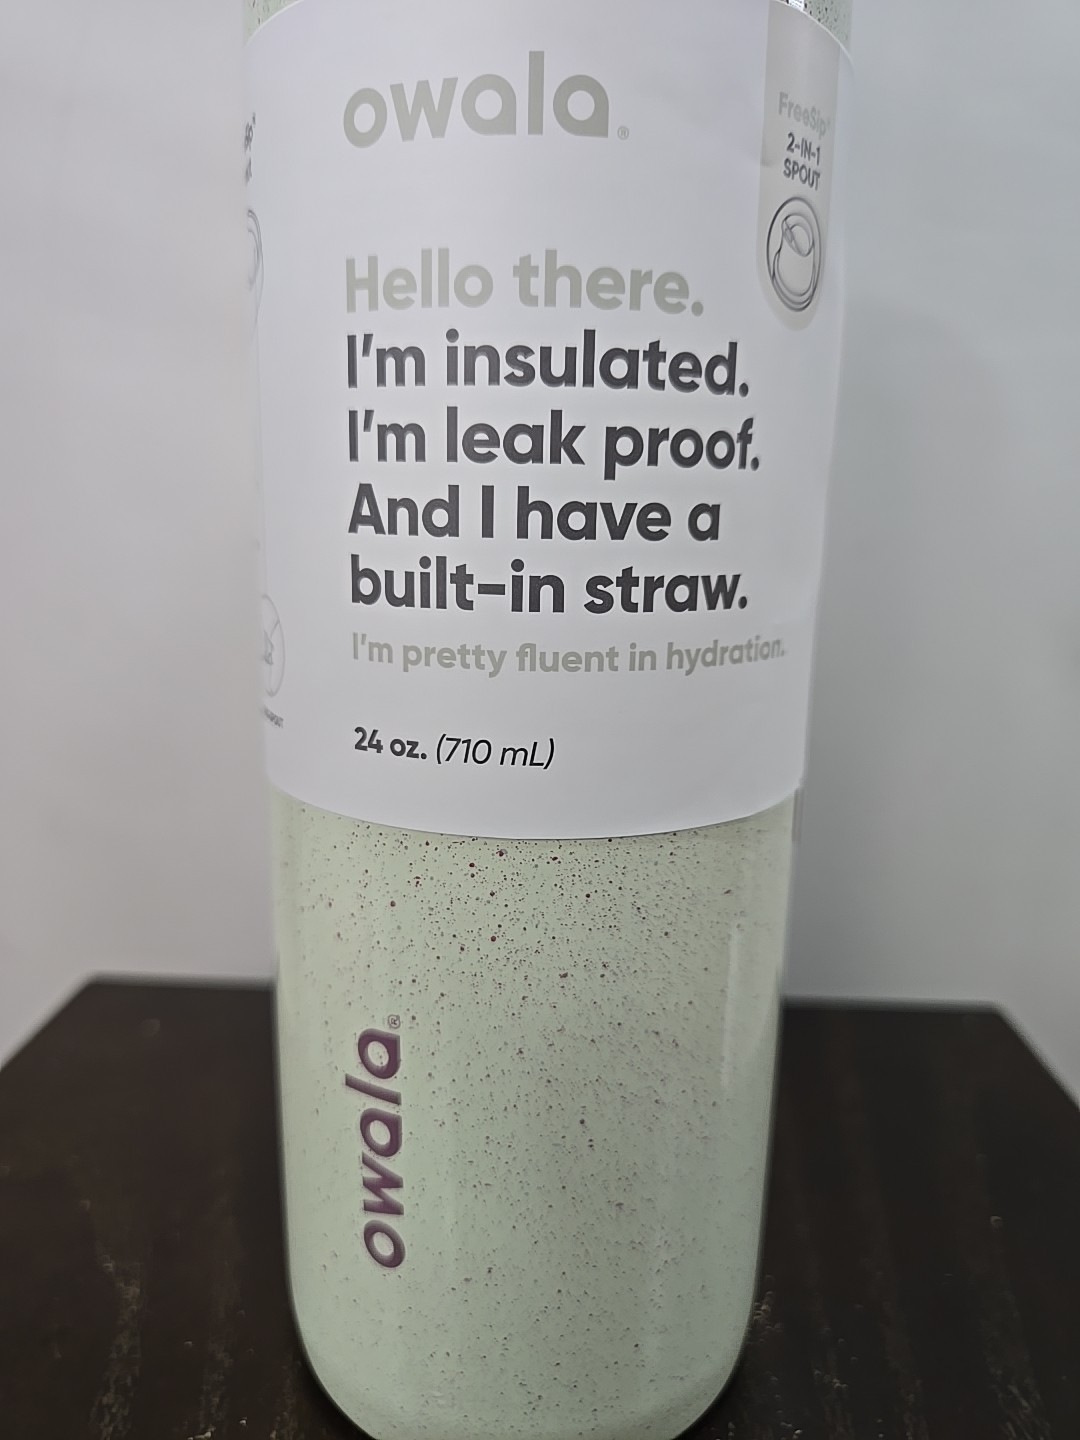 owala®
FreeSip®
2-IN-1
SPOUT
Hello there.
I'm insulated.
I'm leak proof.
And I have a
built-in straw.
I'm pretty fluent in hydration.
24 oz. (710 mL)
owala®